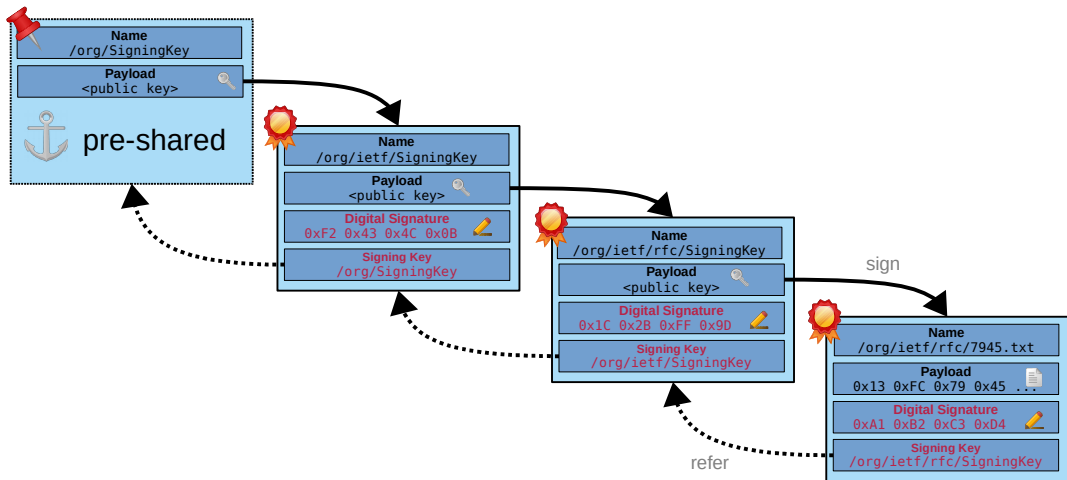 Name
/org/SigningKey
Payload
<public key>
pre-shared
Name
/org/ietf/SigningKey
Payload
<public key>
Digital Signature
0xF2 0x43 0x4C 0x0B
Signing Key
/org/SigningKey
Name
/org/ietf/rfc/SigningKey
Payload
<public key>
Digital Signature
0x1C 0x2B 0xFF 0x9D
Signing Key
/org/ietf/SigningKey
sign
Name
/org/ietf/rfc/7945.txt
Payload
0x13 0xFC 0x79 0x45 ...
Digital Signature
0xA1 0xB2 0xC3 0xD4
Signing Key
/org/ietf/rfc/SigningKey
refer